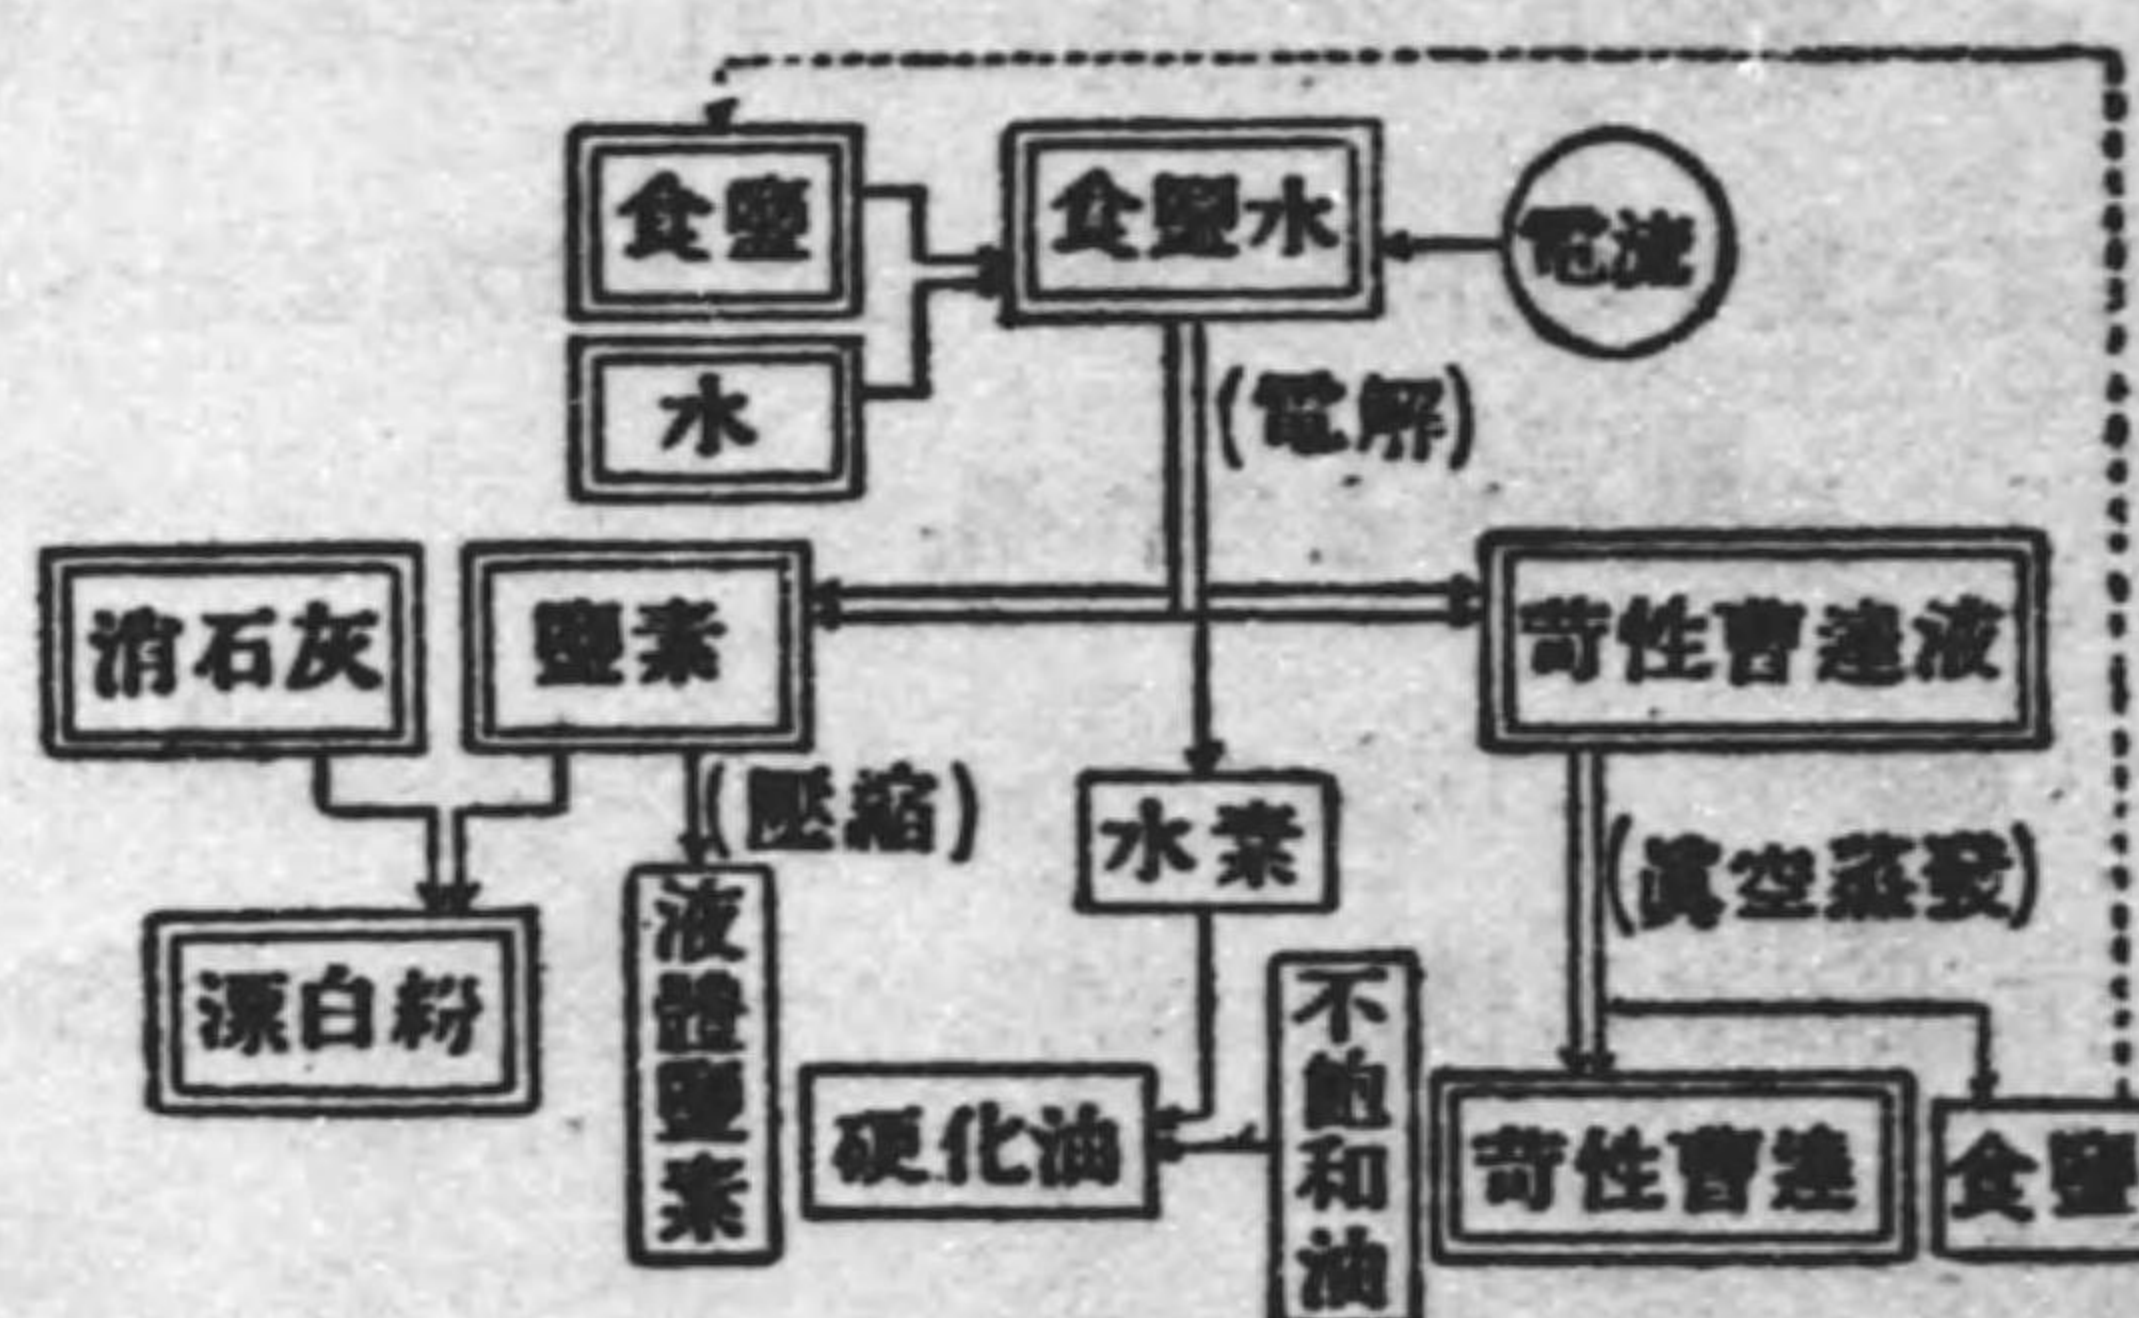 食鹽
食鹽水
電流
水
(電解)
消石灰
鹽素
苛性曹達液
(壓縮)
水素
(眞空蒸發)
漂白粉
液體鹽素
硬化油
不飽和油
苛性曹達
食鹽